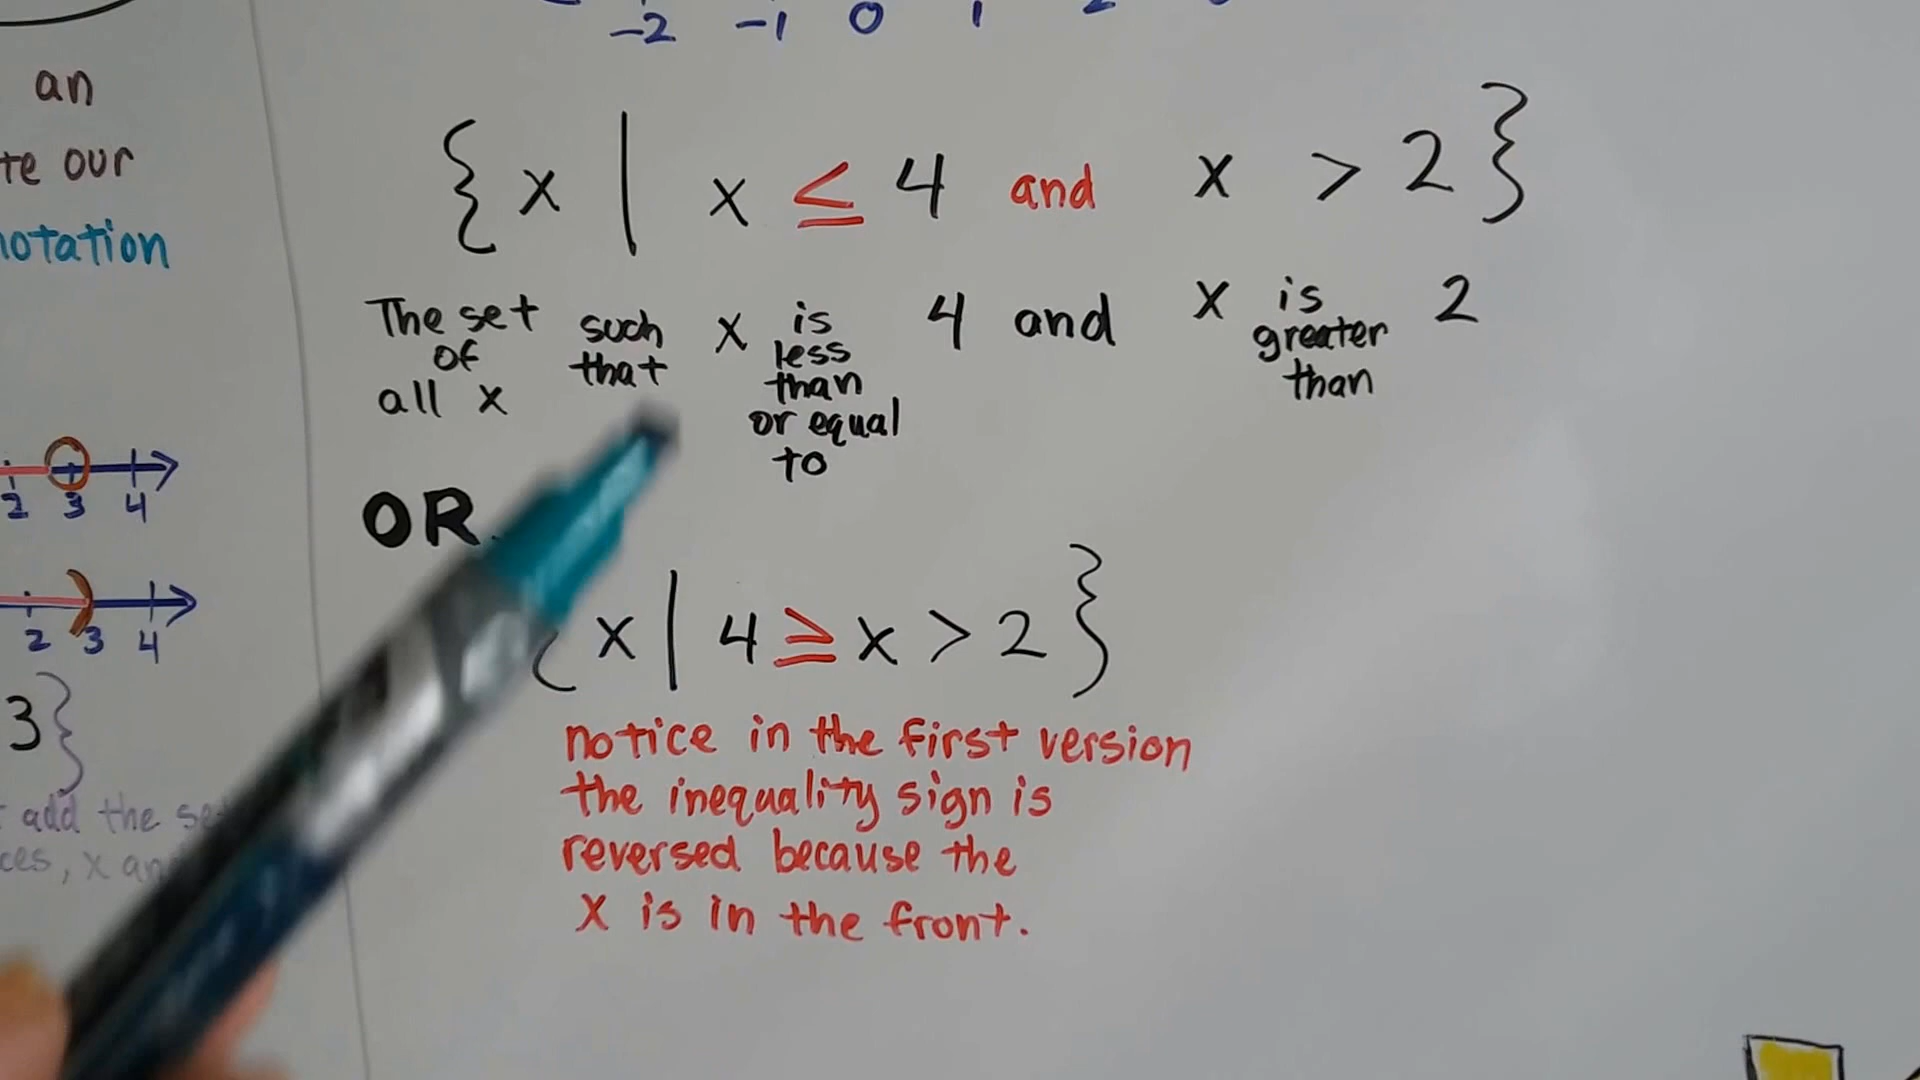 -2 -1 0 1 2
an
te our
notation
{x | x ≤ 4 and x > 2}
The set of all x
such that
x
is less than or equal to
4 and
x
is greater than
2
2 3 4
OR
2 3 4
x | 4 ≥ x > 2}
3}
add the se
ces, x an
notice in the first version
the inequality sign is
reversed because the
x is in the front.